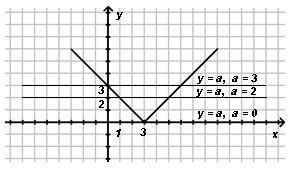 y
y = a, a = 3
3
y = a, a = 2
2
y = a, a = 0
1
3
x